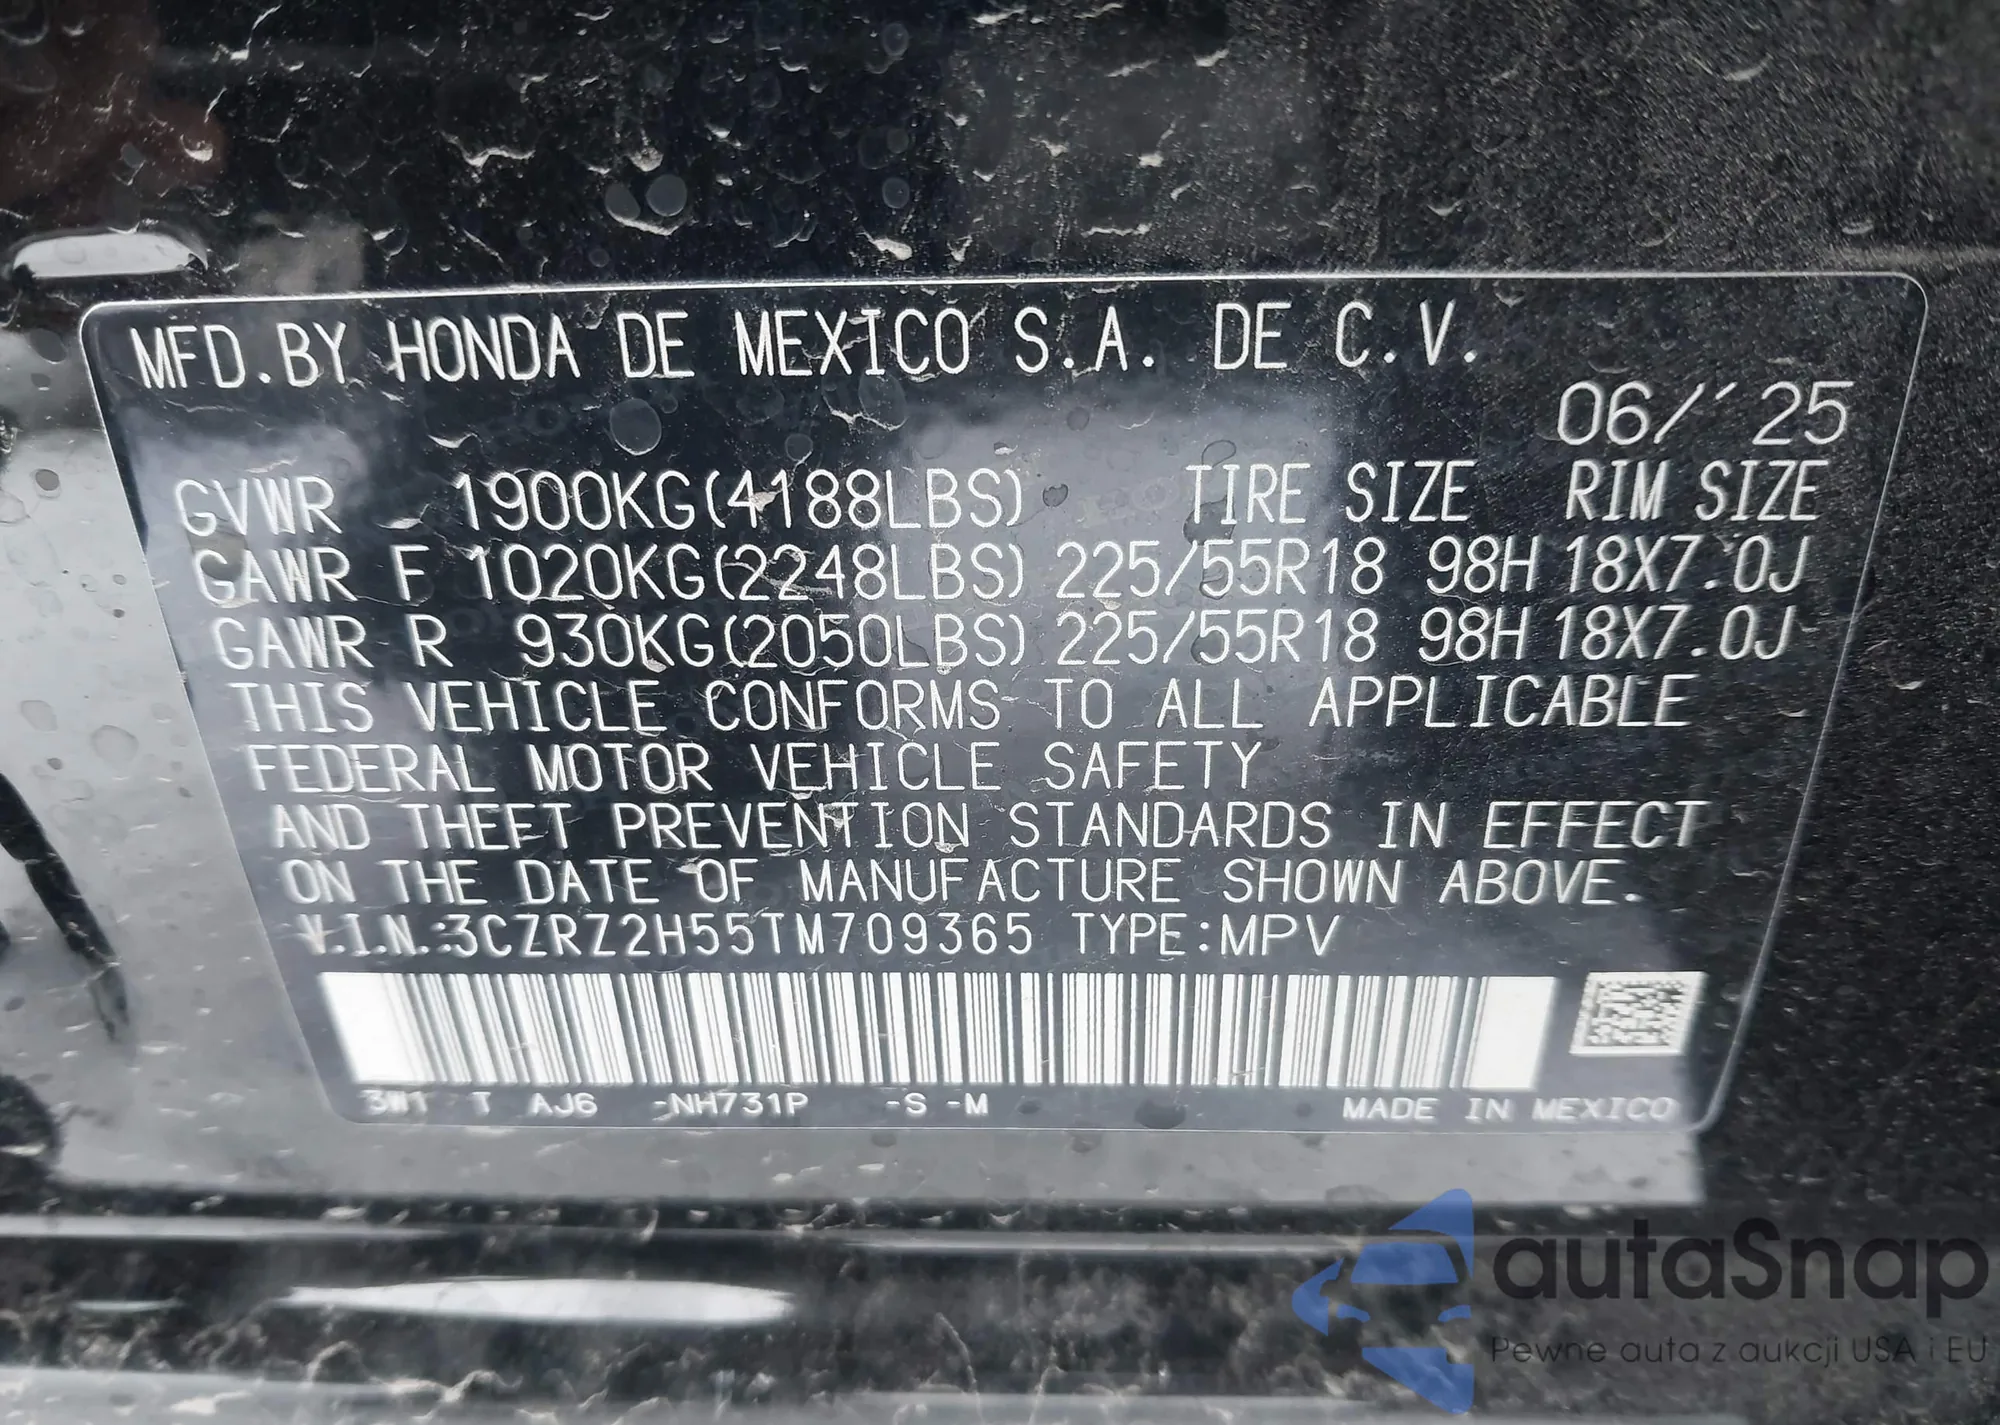 MFD.BY HONDA DE MEXICO S.A. DE C.V.
06/'25
GVWR 1900KG(4188LBS) TIRE SIZE RIM SIZE
GAWR F 1020KG(2248LBS) 225/55R18 98H 18X7.0J
GAWR R 930KG(2050LBS) 225/55R18 98H 18X7.0J
THIS VEHICLE CONFORMS TO ALL APPLICABLE
FEDERAL MOTOR VEHICLE SAFETY
AND THEFT PREVENTION STANDARDS IN EFFECT
ON THE DATE OF MANUFACTURE SHOWN ABOVE.
V.I.N.:3CZRZ2H55TM709365 TYPE:MPV
3W1 T AJ6 -NH731P -S -M MADE IN MEXICO
autaSnap
Pewne auta z aukcji USA i EU